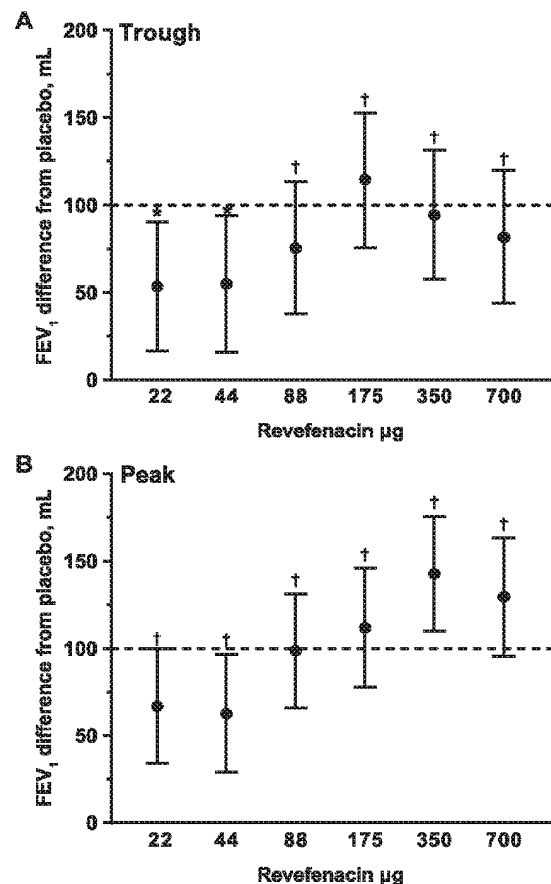 A
Trough
FEV₁ difference from placebo, mL
200
150
100
50
0
† † † †
* *
22 44 88 175 350 700
Revefenacin µg
B
Peak
FEV₁ difference from placebo, mL
200
150
100
50
0
† † † † † †
22 44 88 175 350 700
Revefenacin µg